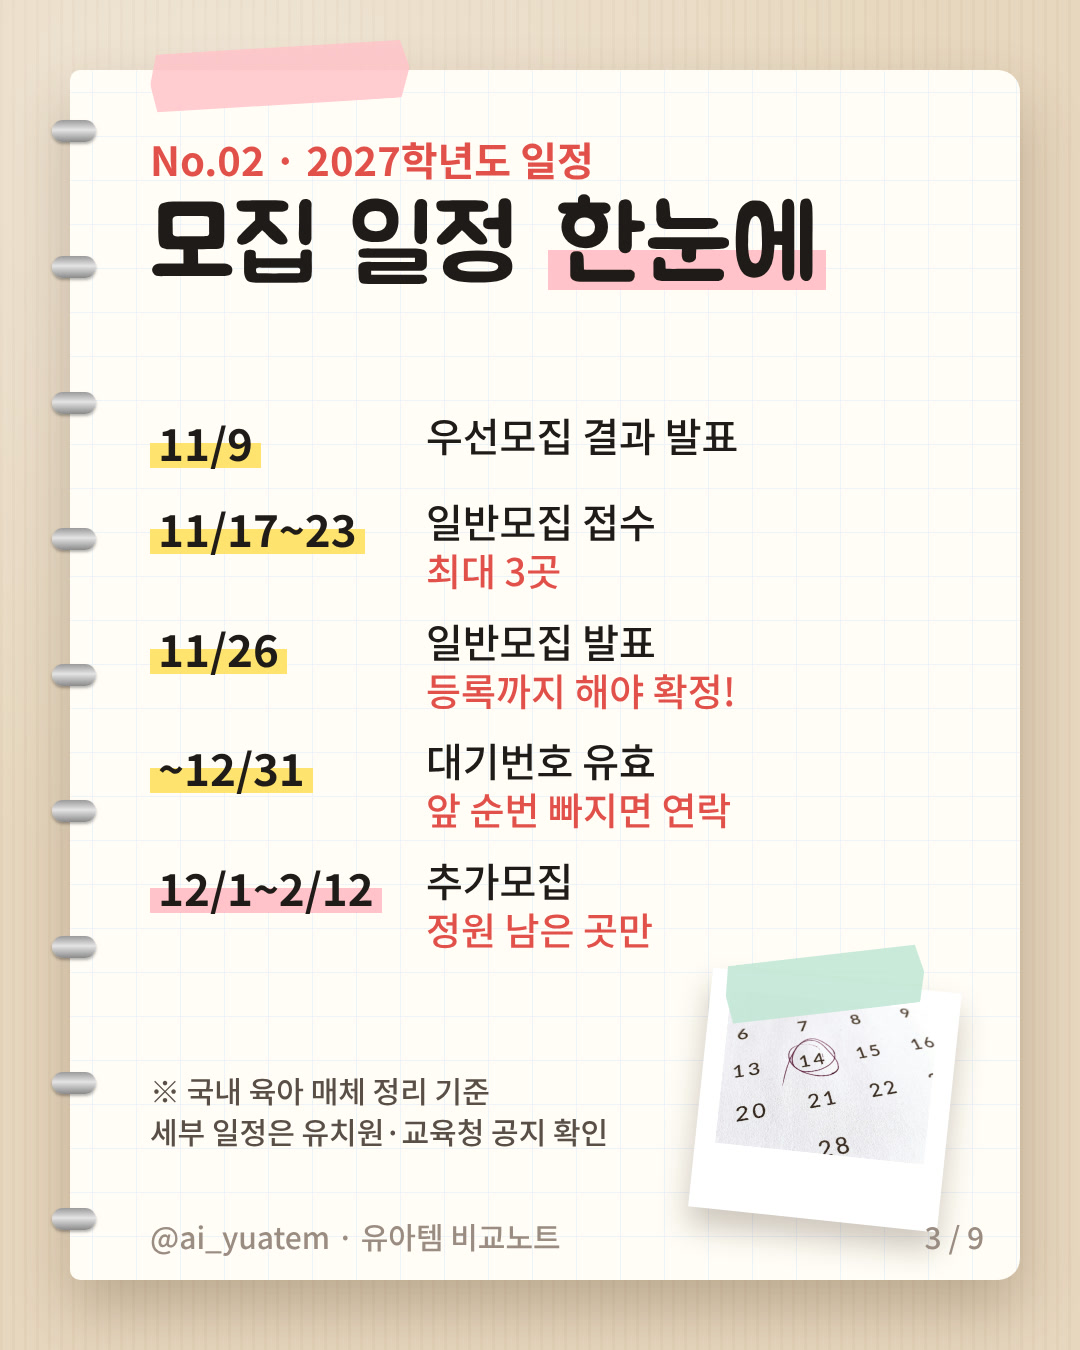 No.02 · 2027학년도 일정
모집 일정 한눈에
11/9 우선모집 결과 발표
11/17~23 일반모집 접수
최대 3곳
11/26 일반모집 발표
등록까지 해야 확정!
~12/31 대기번호 유효
앞 순번 빠지면 연락
12/1~2/12 추가모집
정원 남은 곳만
6 7 8 9
13 14 15 16
20 21 22
28
※ 국내 육아 매체 정리 기준
세부 일정은 유치원·교육청 공지 확인
@ai_yuatem · 유아템 비교노트
3 / 9